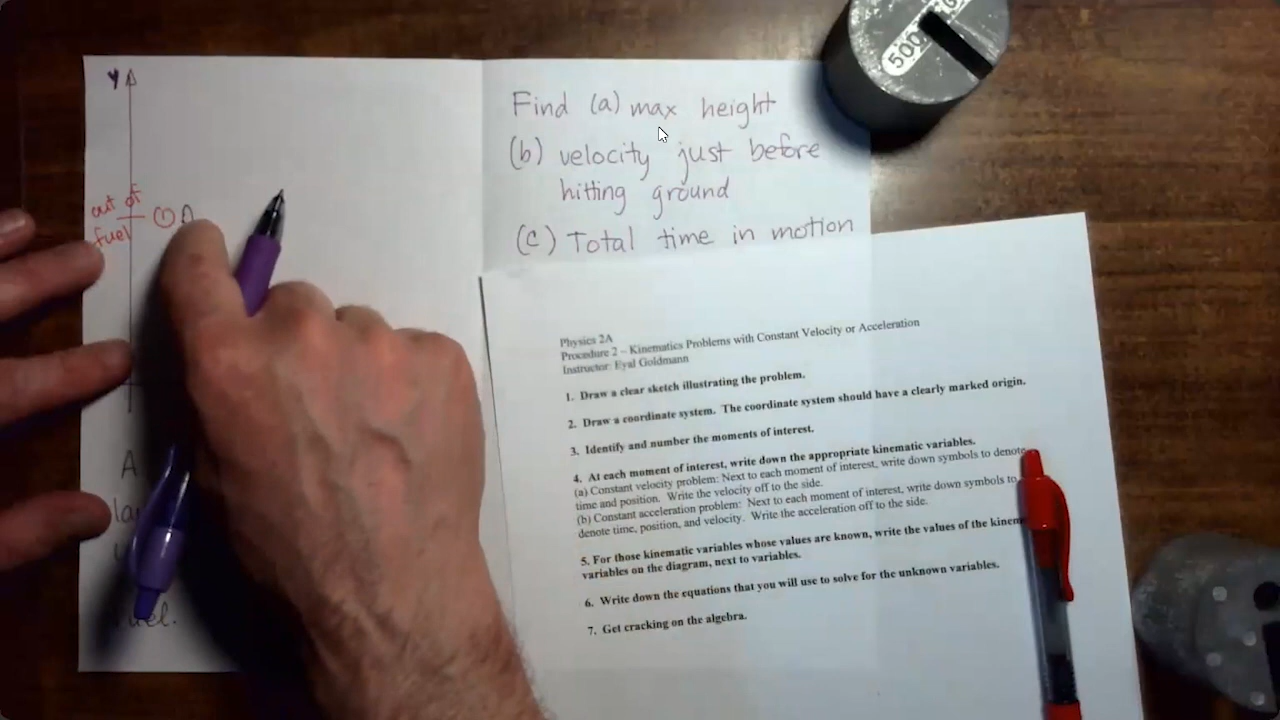 y
Find (a) max height
(b) velocity just before
hitting ground
(c) Total time in motion
out of
fuel
1
A
fuel.
500
Physics 2A
Procedure 2 – Kinematics Problems with Constant Velocity or Acceleration
Instructor: Eyal Goldmann
1. Draw a clear sketch illustrating the problem.
2. Draw a coordinate system. The coordinate system should have a clearly marked origin.
3. Identify and number the moments of interest.
4. At each moment of interest, write down the appropriate kinematic variables.
(a) Constant velocity problem: Next to each moment of interest, write down symbols to denote
time and position. Write the velocity off to the side.
(b) Constant acceleration problem: Next to each moment of interest, write down symbols to
denote time, position, and velocity. Write the acceleration off to the side.
5. For those kinematic variables whose values are known, write the values of the
variables on the diagram, next to variables.
6. Write down the equations that you will use to solve for the unknown variables.
7. Get cracking on the algebra.